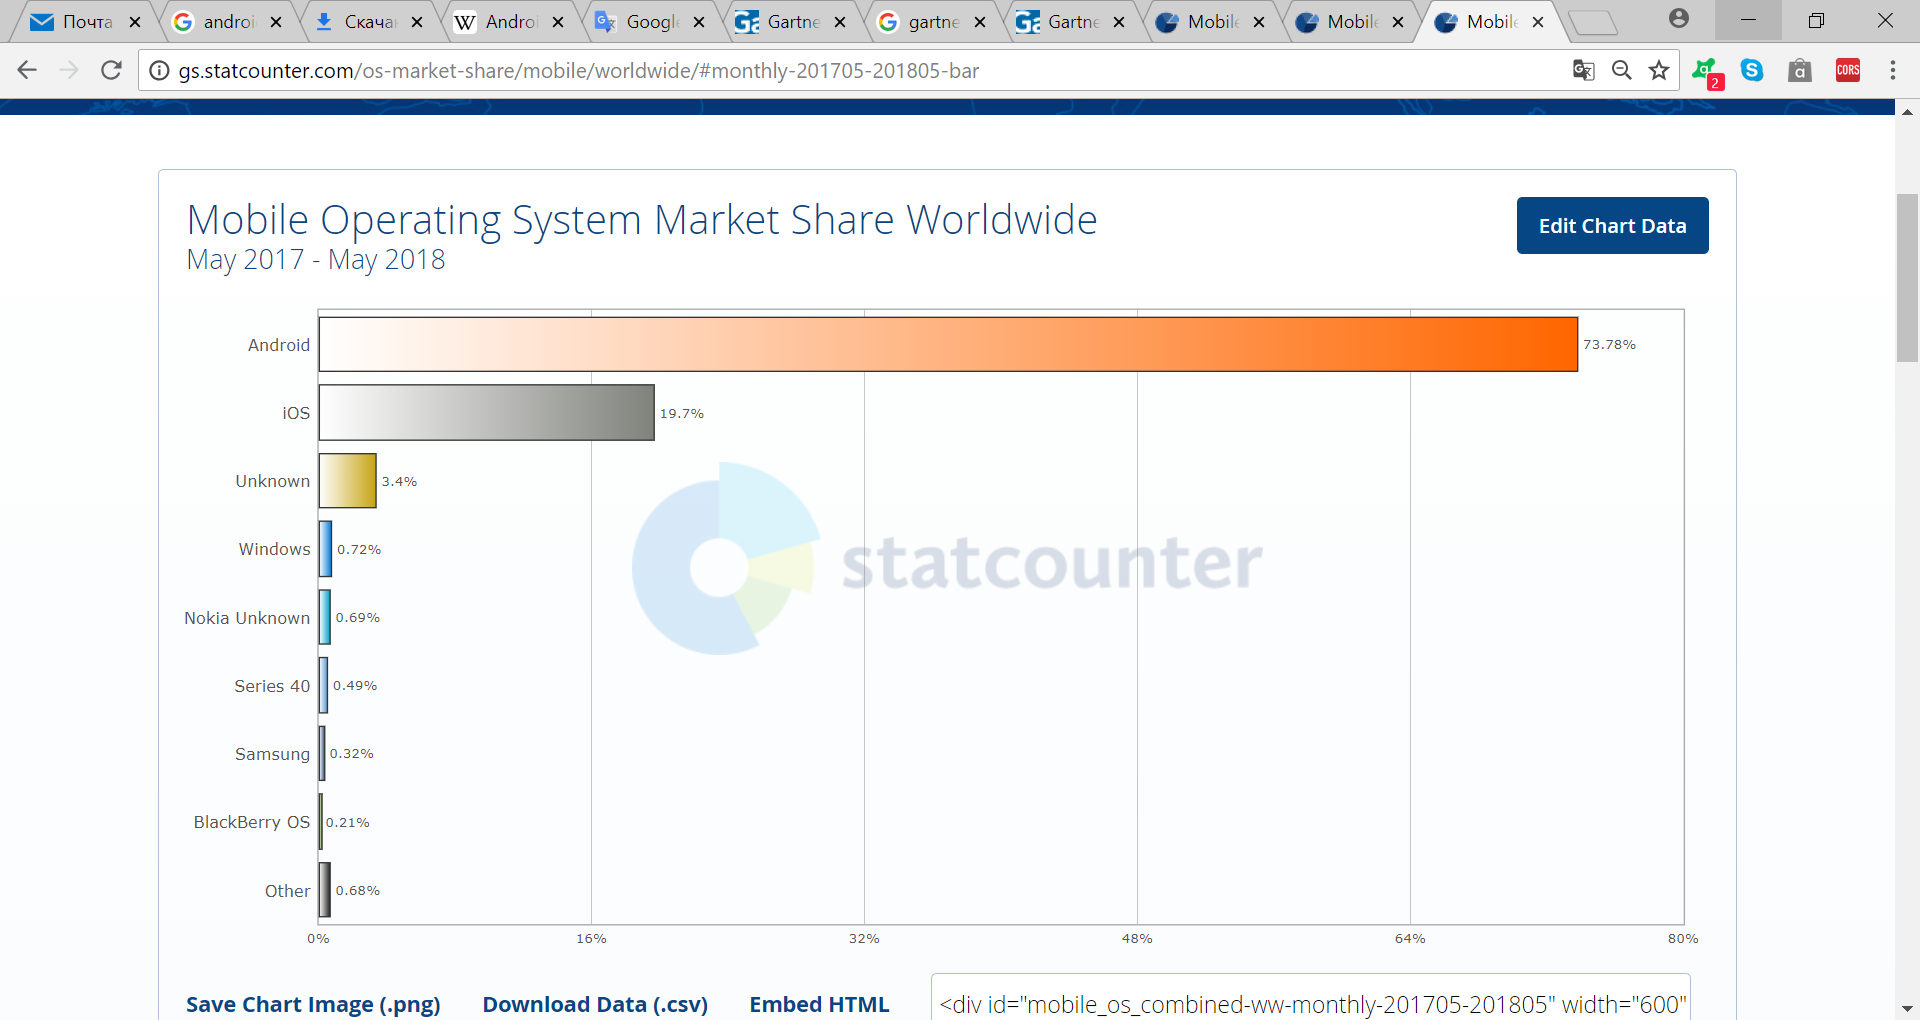 Почта
androi
Скача
Androi
Google
Gartne
gartne
Gartne
Mobile
Mobile
Mobile
gs.statcounter.com/os-market-share/mobile/worldwide/#monthly-201705-201805-bar
2
CORS
Mobile Operating System Market Share Worldwide
May 2017 - May 2018
Edit Chart Data
Android 73.78%
iOS 19.7%
Unknown 3.4%
Windows 0.72%
statcounter
Nokia Unknown 0.69%
Series 40 0.49%
Samsung 0.32%
BlackBerry OS 0.21%
Other 0.68%
0% 16% 32% 48% 64% 80%
Save Chart Image (.png) Download Data (.csv) Embed HTML
<div id="mobile_os_combined-ww-monthly-201705-201805" width="600"